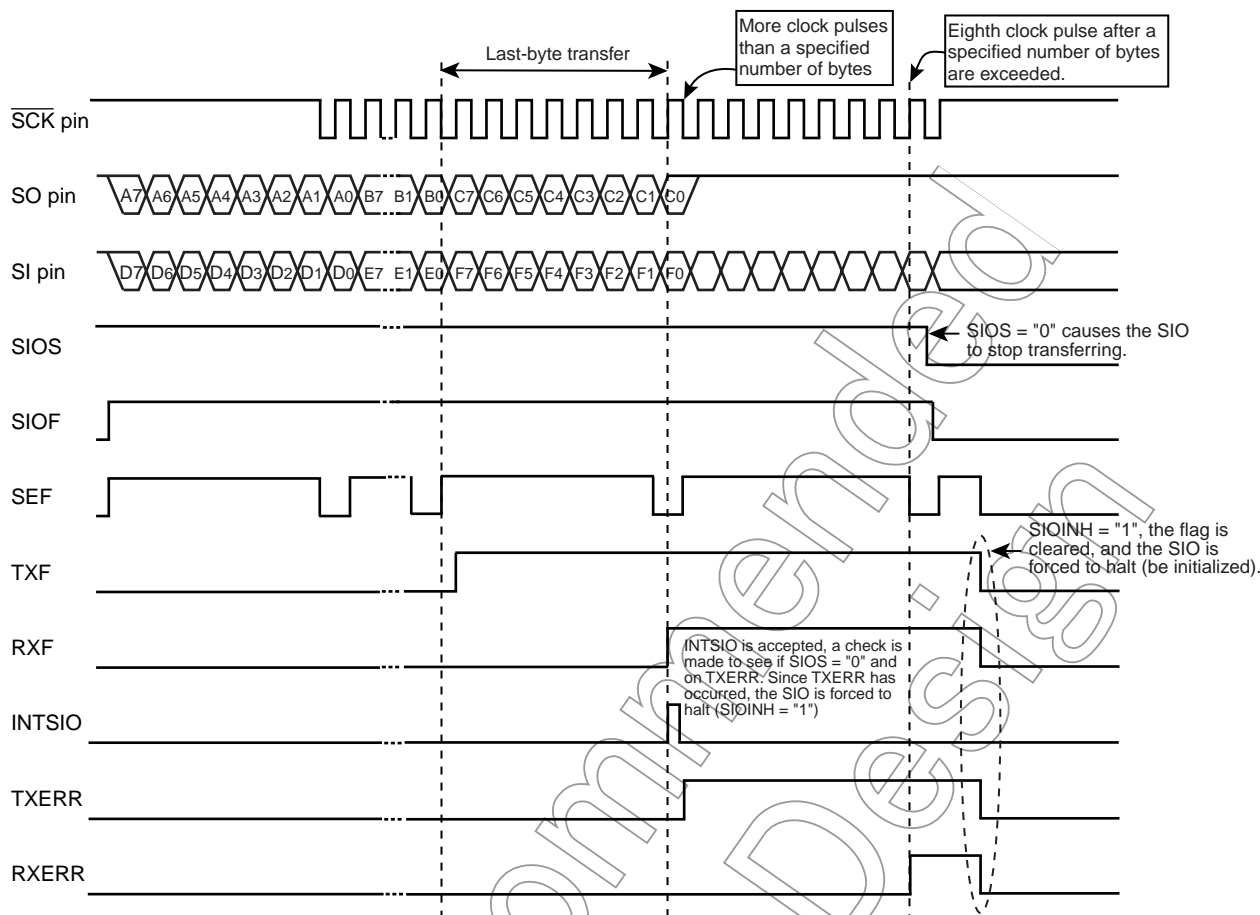 More clock pulses
than a specified
number of bytes
Eighth clock pulse after a
specified number of bytes
are exceeded.
Last-byte transfer
SCK pin
SO pin
A7 A6 A5 A4 A3 A2 A1 A0 B7 B1 B0 C7 C6 C5 C4 C3 C2 C1 C0
SI pin
D7 D6 D5 D4 D3 D2 D1 D0 E7 E1 E0 F7 F6 F5 F4 F3 F2 F1 F0
SIOS
SIOS = "0" causes the SIO
to stop transferring.
SIOF
SEF
SIOINH = "1", the flag is
cleared, and the SIO is
forced to halt (be initialized).
TXF
RXF
INTSIO is accepted, a check is
made to see if SIOS = "0" and
on TXERR. Since TXERR has
occurred, the SIO is forced to
halt (SIOINH = "1")
INTSIO
TXERR
RXERR
ommended
Design